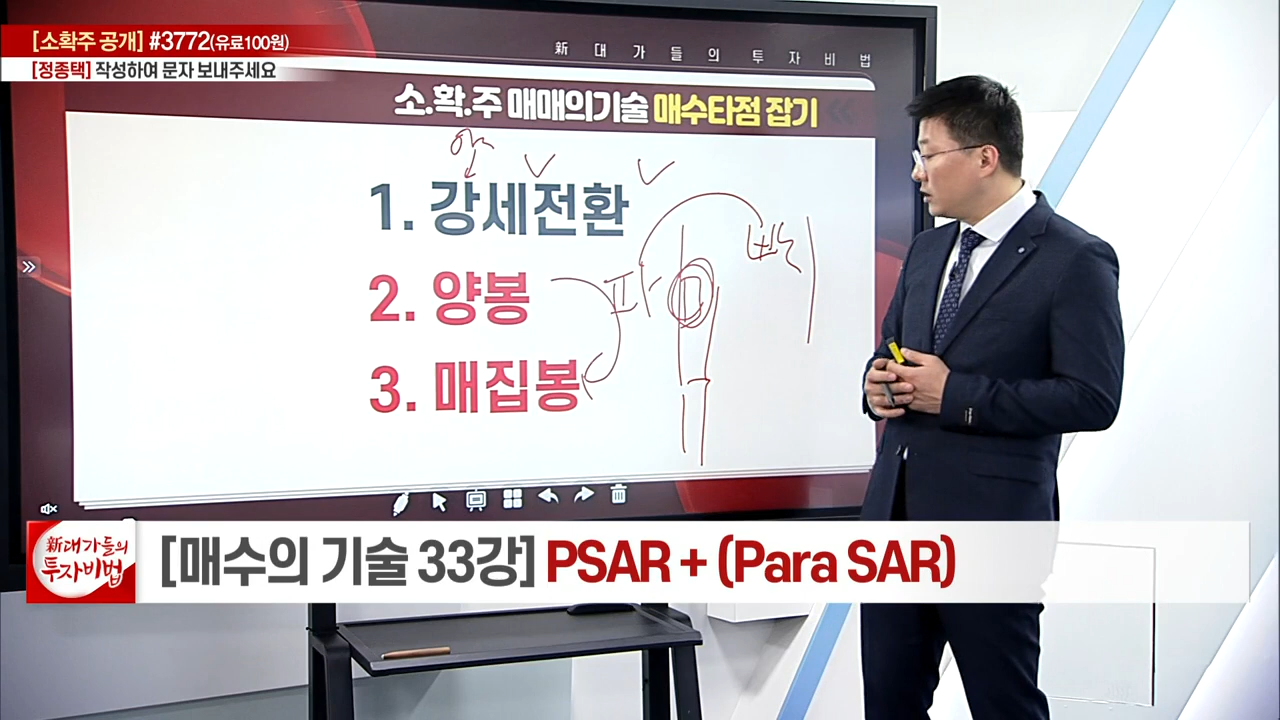 [소확주 공개] #3772(유료100원)
[정종택] 작성하여 문자 보내주세요
新 대가들의 투자비법
소.확.주 매매의기술 매수타점 잡기
1. 강세전환
2. 양봉
3. 매집봉
新대가들의
투자비법
[매수의 기술 33강] PSAR + (Para SAR)